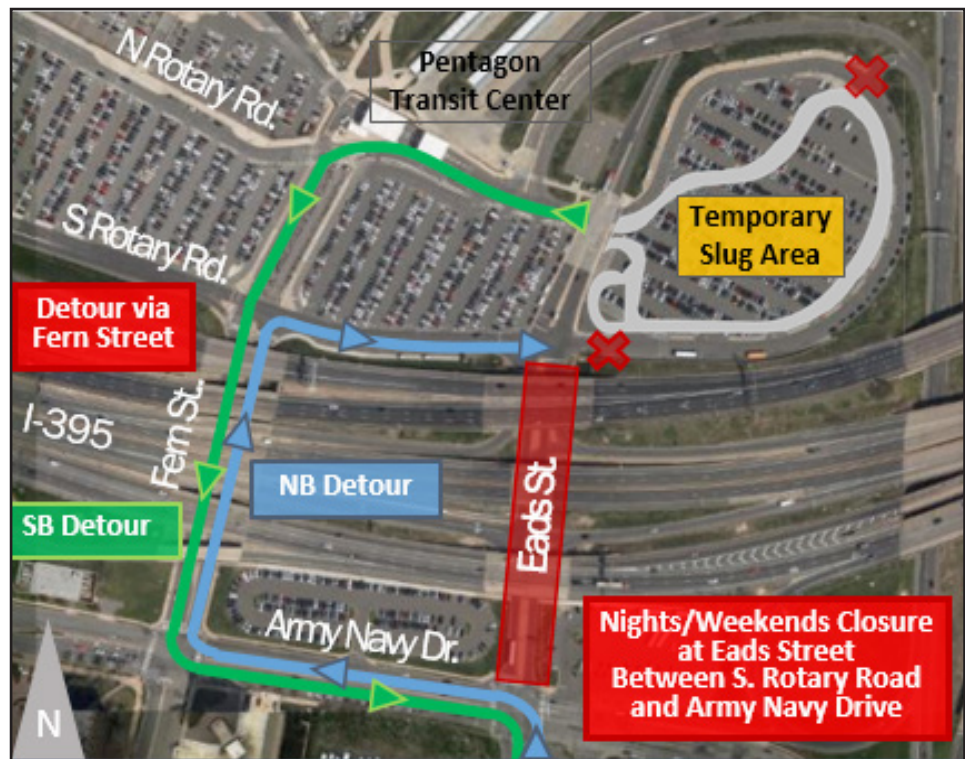 N Rotary Rd.
Pentagon
Transit Center
Temporary
Slug Area
S Rotary Rd.
Detour via
Fern Street
I-395
Fern St.
NB Detour
Eads St.
SB Detour
Army Navy Dr.
Nights/Weekends Closure
at Eads Street
Between S. Rotary Road
and Army Navy Drive
N